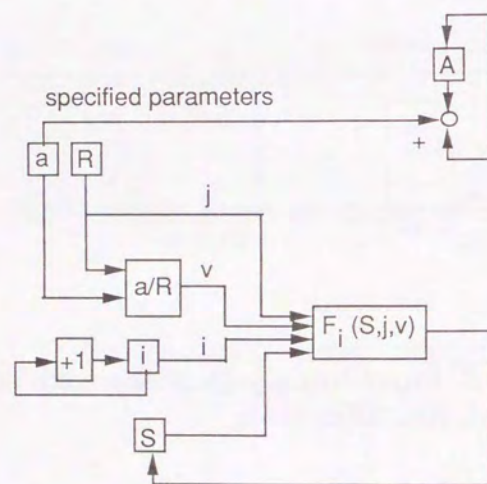 A
specified parameters
+
a R
j
a/R
v
F_i (S,j,v)
+1 i i
S